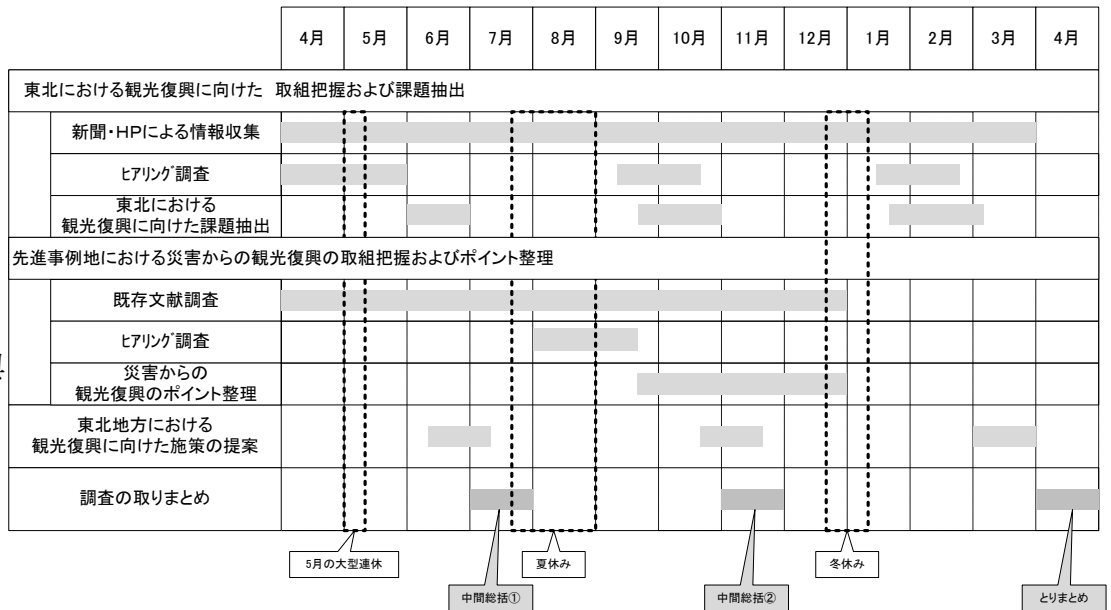 4月 5月 6月 7月 8月 9月 10月 11月 12月 1月 2月 3月 4月
東北における観光復興に向けた 取組把握および課題抽出
新聞・HPによる情報収集
ﾋｱﾘﾝｸﾞ調査
東北における
観光復興に向けた課題抽出
先進事例地における災害からの観光復興の取組把握およびポイント整理
既存文献調査
ﾋｱﾘﾝｸﾞ調査
災害からの
観光復興のポイント整理
東北地方における
観光復興に向けた施策の提案
調査の取りまとめ
5月の大型連休
夏休み
冬休み
中間総括①
中間総括②
とりまとめ